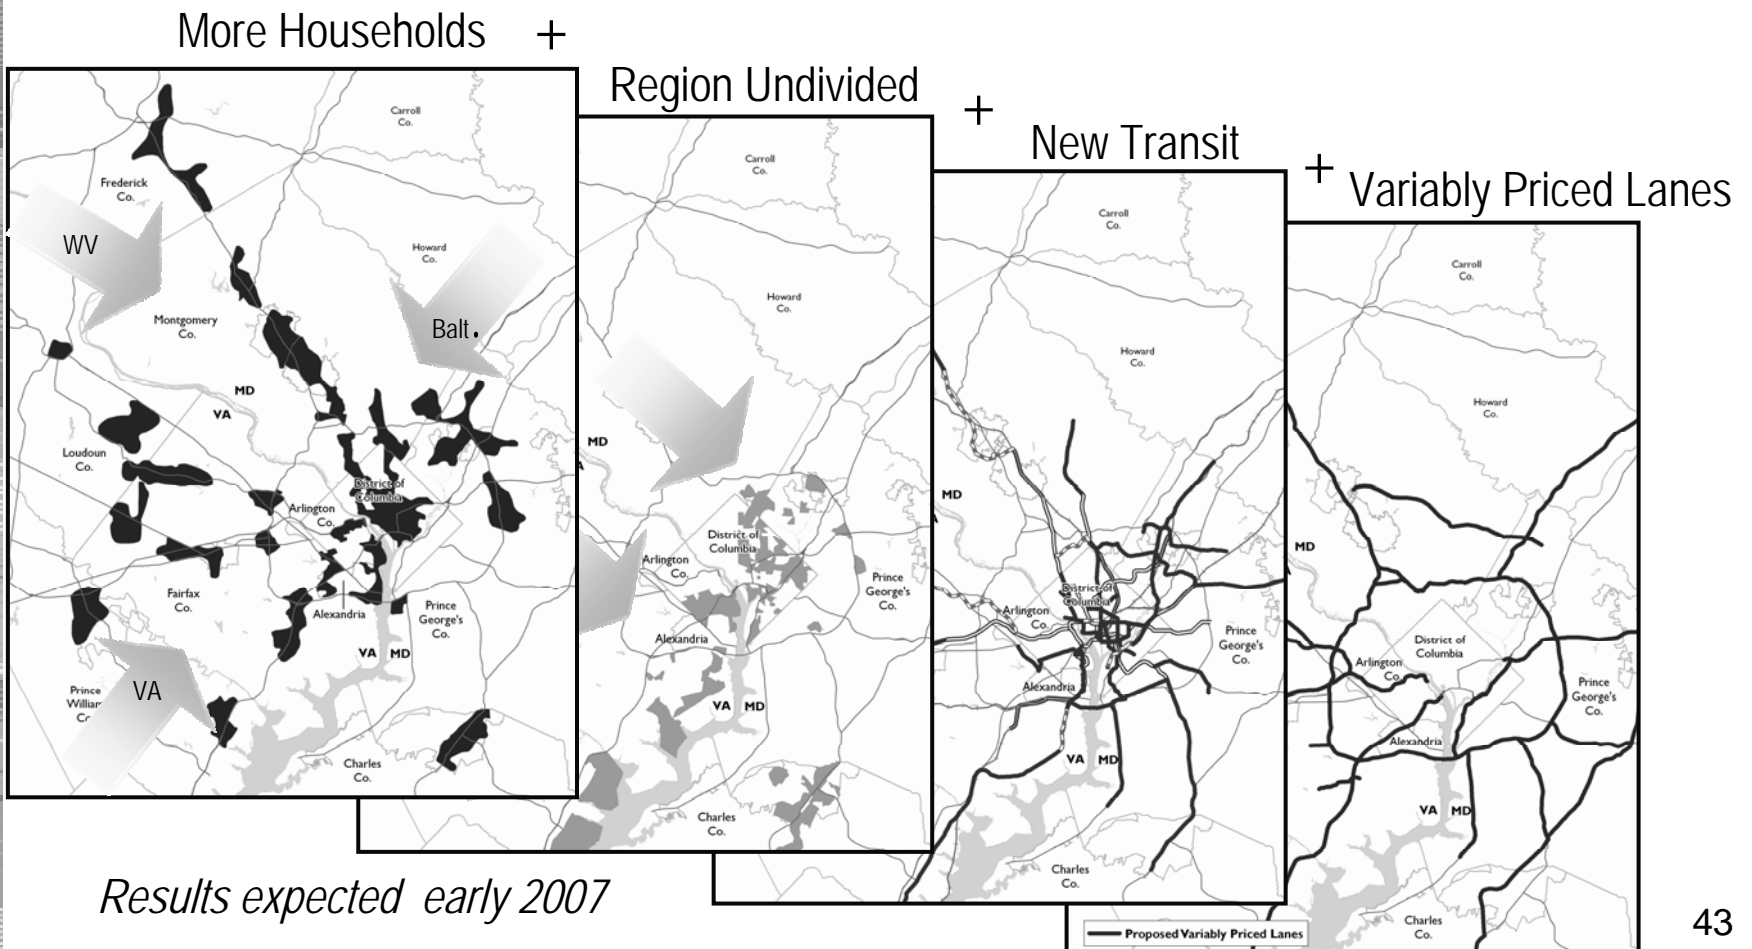 More Households +
Region Undivided
+
New Transit
+
Variably Priced Lanes
Carroll
Co.
Frederick
Co.
WV
Howard
Co.
Balt.
Montgomery
Co.
MD
VA
Loudoun
Co.
District of
Columbia
Arlington
Co.
Fairfax
Co.
Alexandria
Prince
George's
Co.
VA MD
Prince
William
VA
Charles
Co.
Carroll
Co.
Howard
Co.
MD
District of
Columbia
Arlington
Co.
Prince
George's
Co.
Alexandria
VA MD
Charles
Co.
Carroll
Co.
Howard
Co.
MD
District of
Columbia
Arlington
Co.
Prince
George's
Co.
Alexandria
VA MD
Charles
Co.
Carroll
Co.
Howard
Co.
MD
District of
Columbia
Arlington
Co.
Prince
George's
Co.
Alexandria
VA MD
Charles
Co.
Proposed Variably Priced Lanes
Results expected early 2007
43